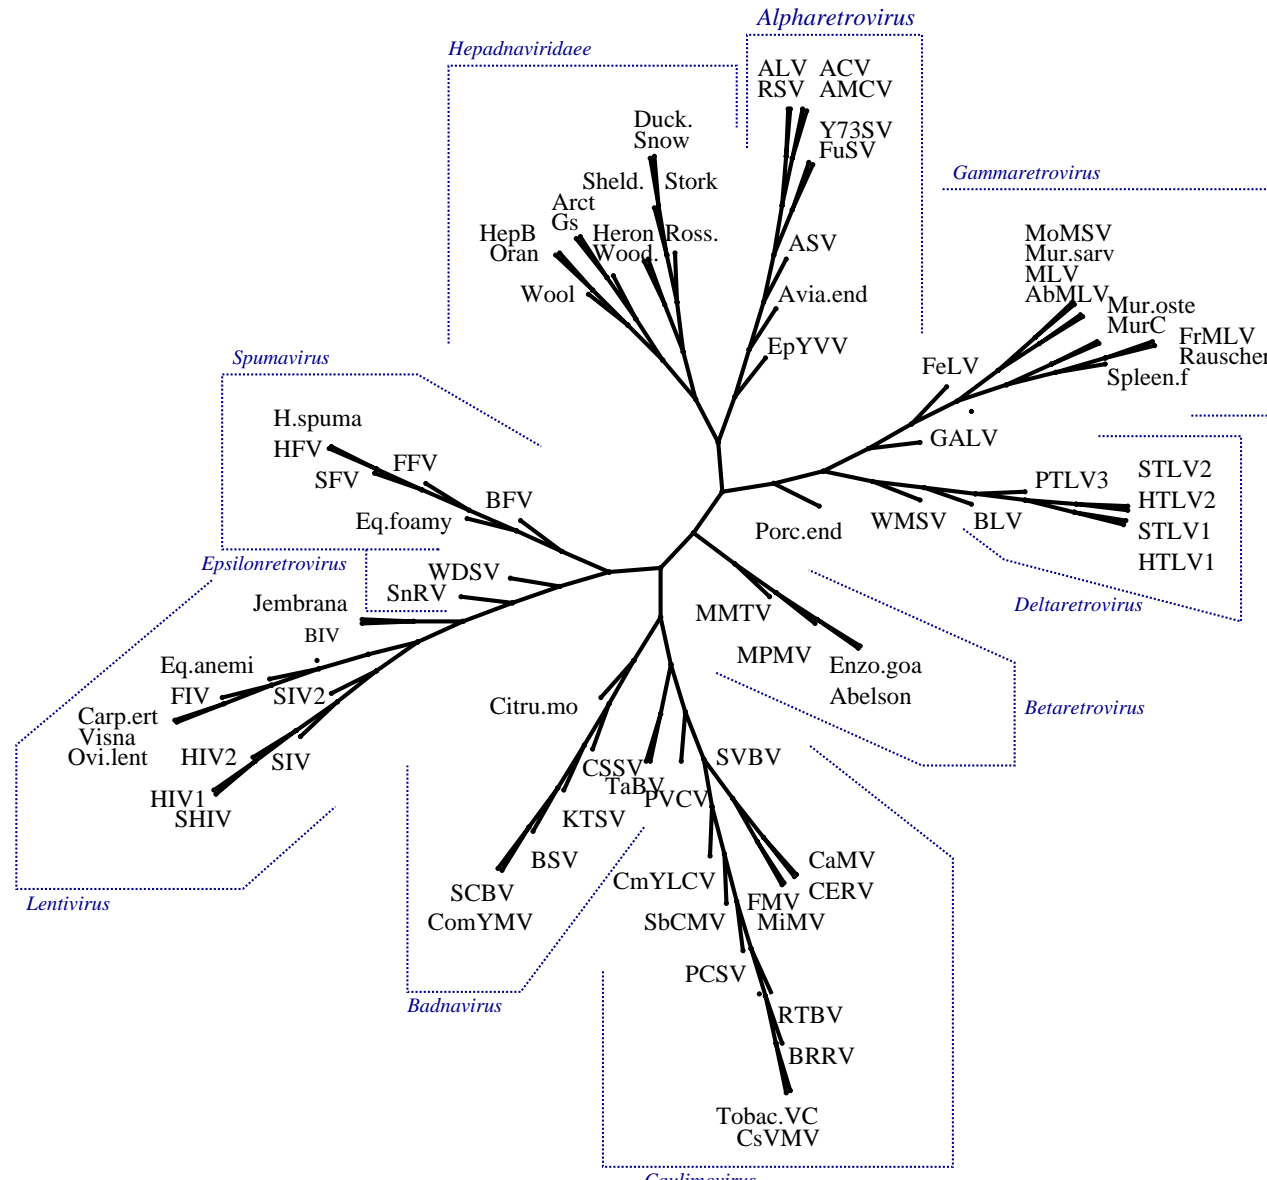 Alpharetrovirus
Hepadnaviridaee
ALV ACV
RSV AMCV
Duck.
Snow
Y73SV
FuSV
Sheld. Stork
Gammaretrovirus
Arct
Gs
HepB
Oran
Heron Ross.
Wood.
ASV
MoMSV
Mur.sarv
MLV
AbMLV
Wool
Avia.end
Mur.oste
MurC
FrMLV
Rauscher
EpYVV
Spumavirus
FeLV
Spleen.f
H.spuma
HFV
GALV
FFV
SFV
PTLV3
STLV2
HTLV2
STLV1
HTLV1
BFV
Eq.foamy
WMSV
BLV
Porc.end
Epsilonretrovirus
WDSV
SnRV
Jembrana
Deltaretrovirus
MMTV
BIV
MPMV
Eq.anemi
FIV
SIV2
Enzo.goa
Abelson
Citru.mo
Betaretrovirus
Carp.ert
Visna
Ovi.lent
HIV2
SIV
CSSV
TaBV
SVBV
PVCV
HIV1
SHIV
KTSV
BSV
CaMV
CERV
CmYLCV
SCBV
ComYMV
FMV
MiMV
SbCMV
Lentivirus
PCSV
Badnavirus
RTBV
BRRV
Tobac.VC
CsVMV